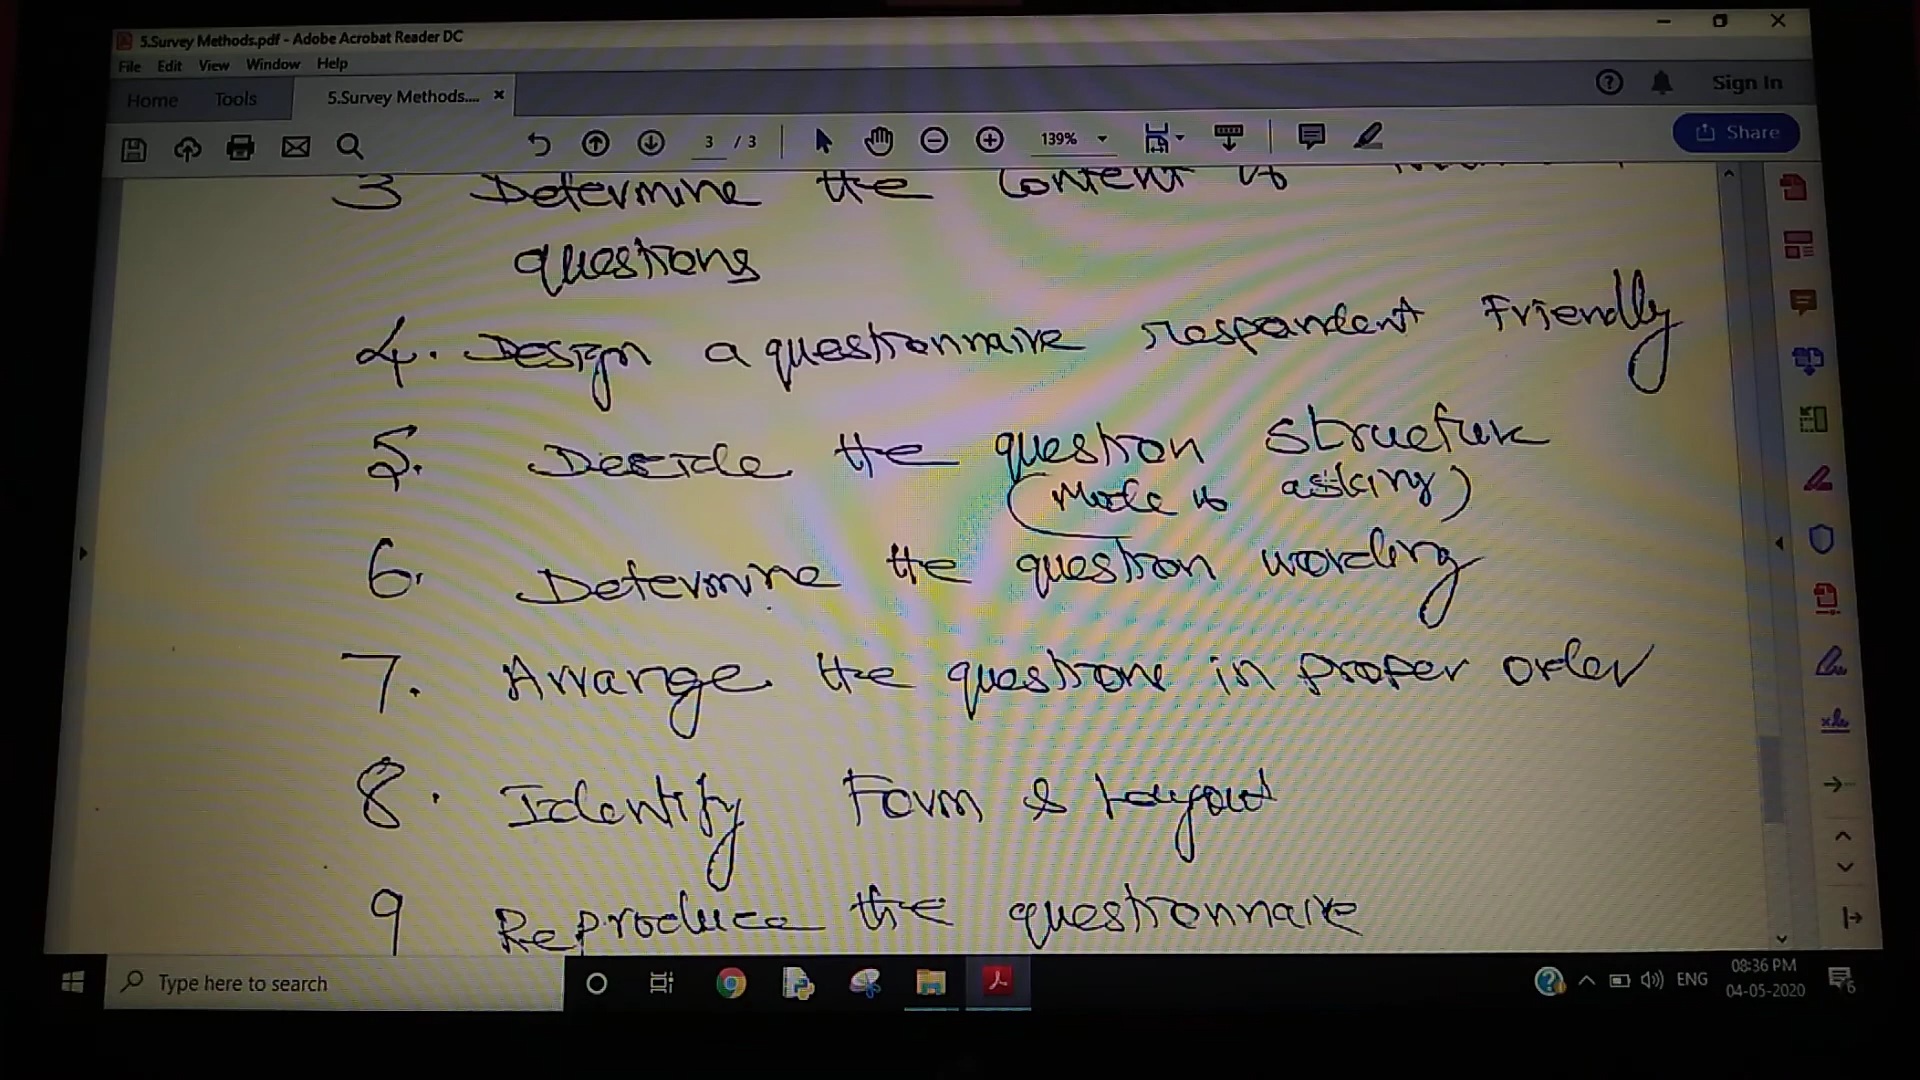 5.Survey Methods.pdf - Adobe Acrobat Reader DC
File Edit View Window Help
Home Tools 5.Survey Methods.... × Sign In
3 / 3 139% Share
3 Determine the Content of
questions
4. Design a questionnaire respondent Friendly
5. Decide the question structure
(Mode of asking)
6. Determine the question wording
7. Arrange the questions in proper order
8. Identify Form & Layout
9 Reproduce the questionnaire
Type here to search
ENG 08:36 PM
04-05-2020
6